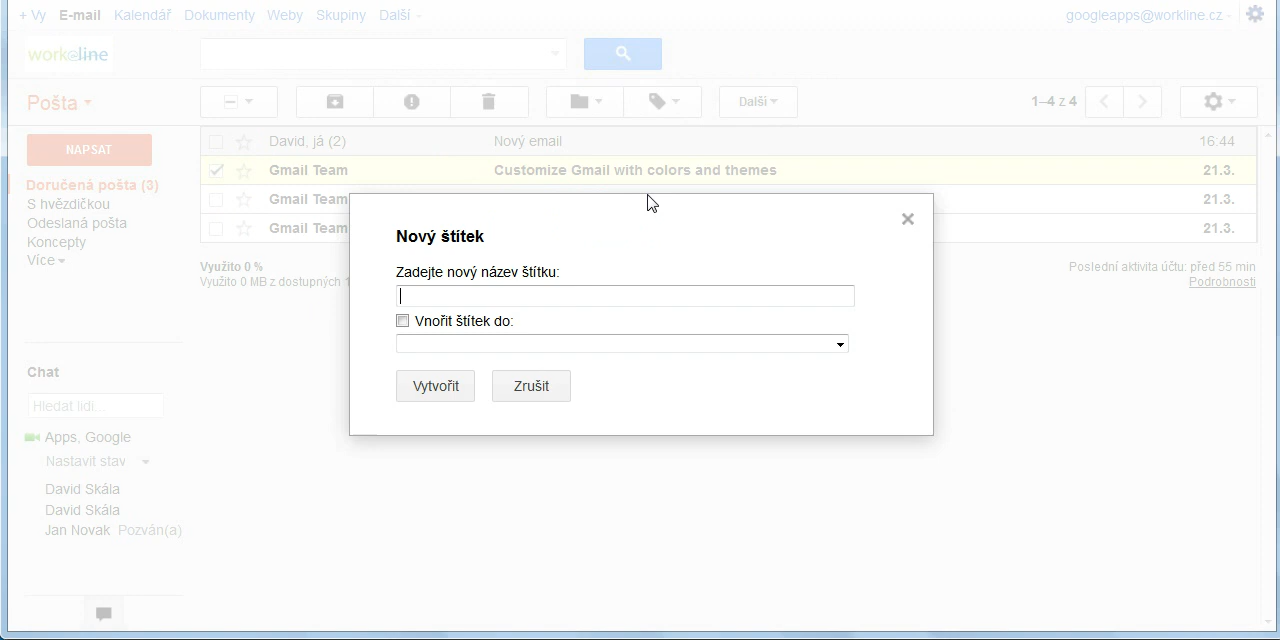 + Vy E-mail Kalendář Dokumenty Weby Skupiny Další googleapps@workline.cz
workline
Pošta Další 1–4 z 4
NAPSAT
Doručená pošta (3)
S hvězdičkou
Odeslaná pošta
Koncepty
Více
David, já (2) Nový email 16:44
Gmail Team Customize Gmail with colors and themes 21.3.
Gmail Team 21.3.
Gmail Team 21.3.
Využito 0 %
Využito 0 MB z dostupných
Poslední aktivita účtu: před 55 min
Podrobnosti
Nový štítek
Zadejte nový název štítku:
Vnořit štítek do:
Vytvořit Zrušit
Chat
Hledat lidi...
Apps, Google
Nastavit stav
David Skála
David Skála
Jan Novak Pozván(a)